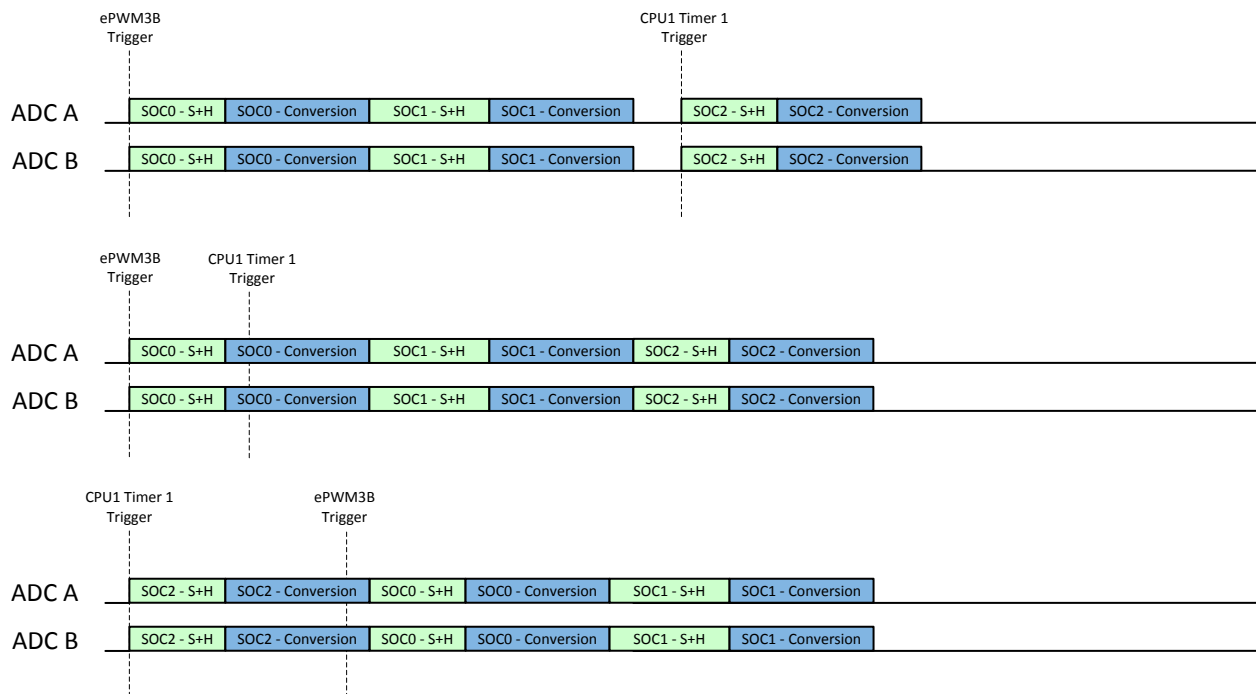 ePWM3B
Trigger
CPU1 Timer 1
Trigger
ADC A
SOC0 - S+H SOC0 - Conversion SOC1 - S+H SOC1 - Conversion SOC2 - S+H SOC2 - Conversion
ADC B
SOC0 - S+H SOC0 - Conversion SOC1 - S+H SOC1 - Conversion SOC2 - S+H SOC2 - Conversion
ePWM3B
Trigger
CPU1 Timer 1
Trigger
ADC A
SOC0 - S+H SOC0 - Conversion SOC1 - S+H SOC1 - Conversion SOC2 - S+H SOC2 - Conversion
ADC B
SOC0 - S+H SOC0 - Conversion SOC1 - S+H SOC1 - Conversion SOC2 - S+H SOC2 - Conversion
CPU1 Timer 1
Trigger
ePWM3B
Trigger
ADC A
SOC2 - S+H SOC2 - Conversion SOC0 - S+H SOC0 - Conversion SOC1 - S+H SOC1 - Conversion
ADC B
SOC2 - S+H SOC2 - Conversion SOC0 - S+H SOC0 - Conversion SOC1 - S+H SOC1 - Conversion